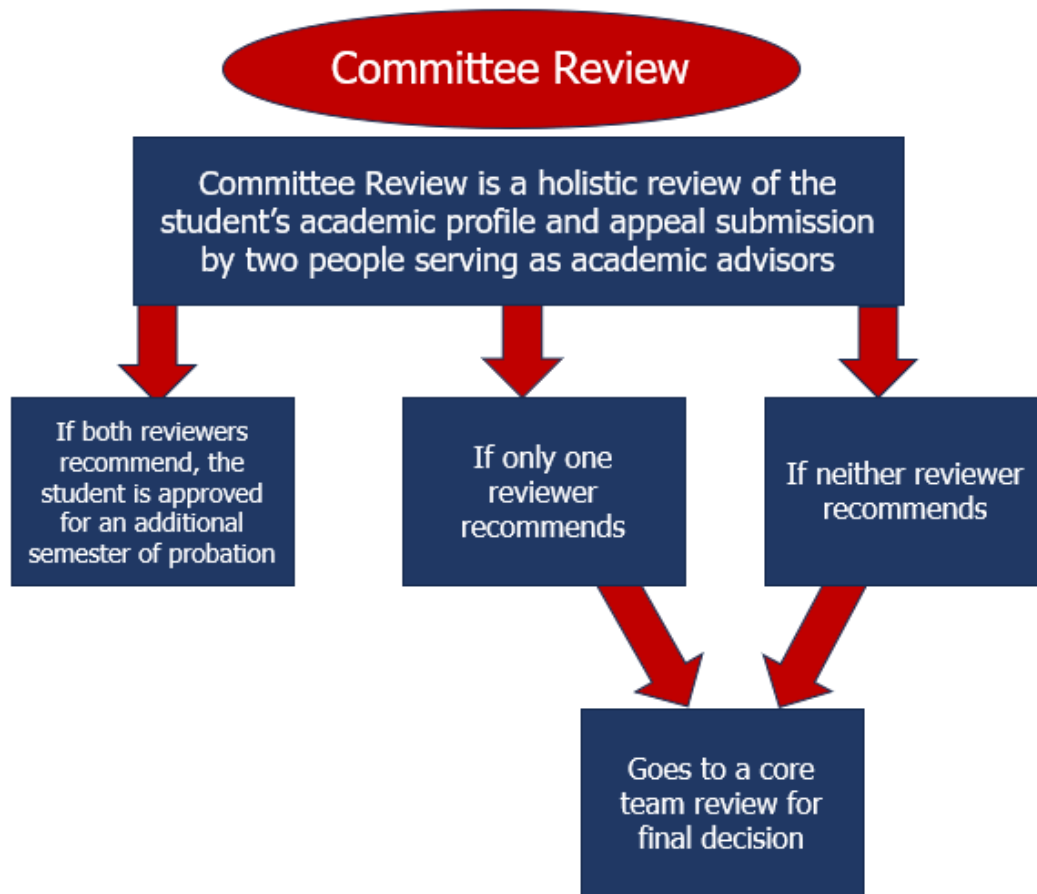 Committee Review
Committee Review is a holistic review of the
student’s academic profile and appeal submission
by two people serving as academic advisors
If both reviewers
recommend, the
student is approved
for an additional
semester of probation
If only one
reviewer
recommends
If neither reviewer
recommends
Goes to a core
team review for
final decision